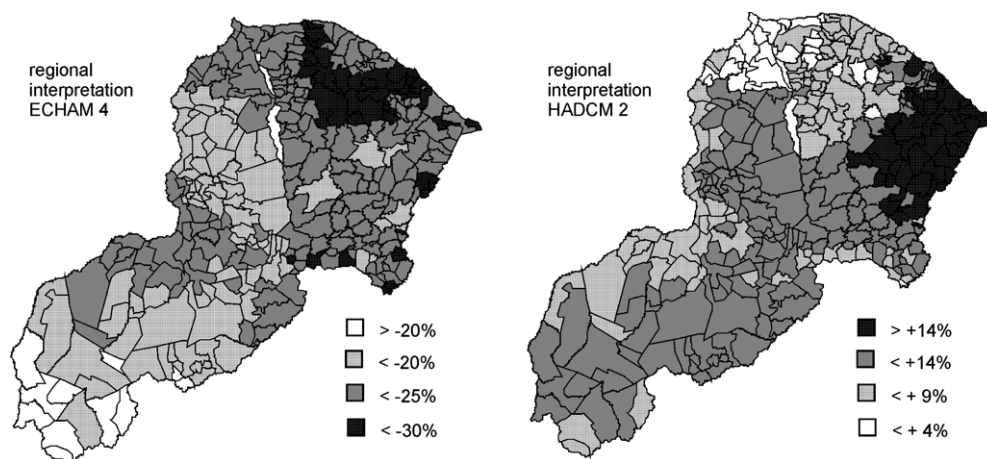 regional
interpretation
ECHAM 4
> -20%
< -20%
< -25%
< -30%
regional
interpretation
HADCM 2
> +14%
< +14%
< + 9%
< + 4%